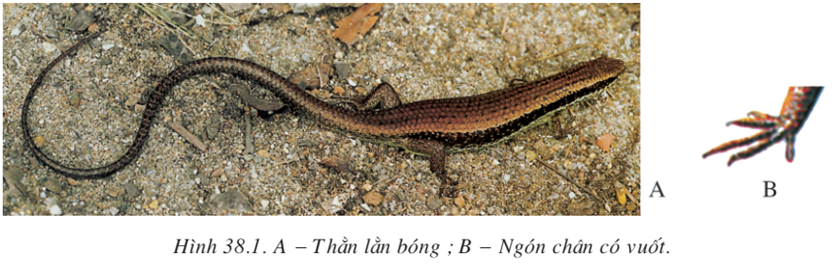 A
B
Hình 38.1. A – Thằn lằn bóng ; B – Ngón chân có vuốt.